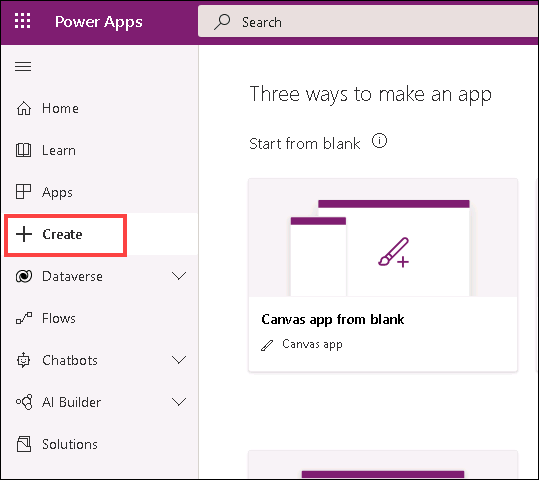 Power Apps
Search
Home
Learn
Apps
Create
Dataverse
Flows
Chatbots
AI Builder
Solutions
Three ways to make an app
Start from blank
Canvas app from blank
Canvas app